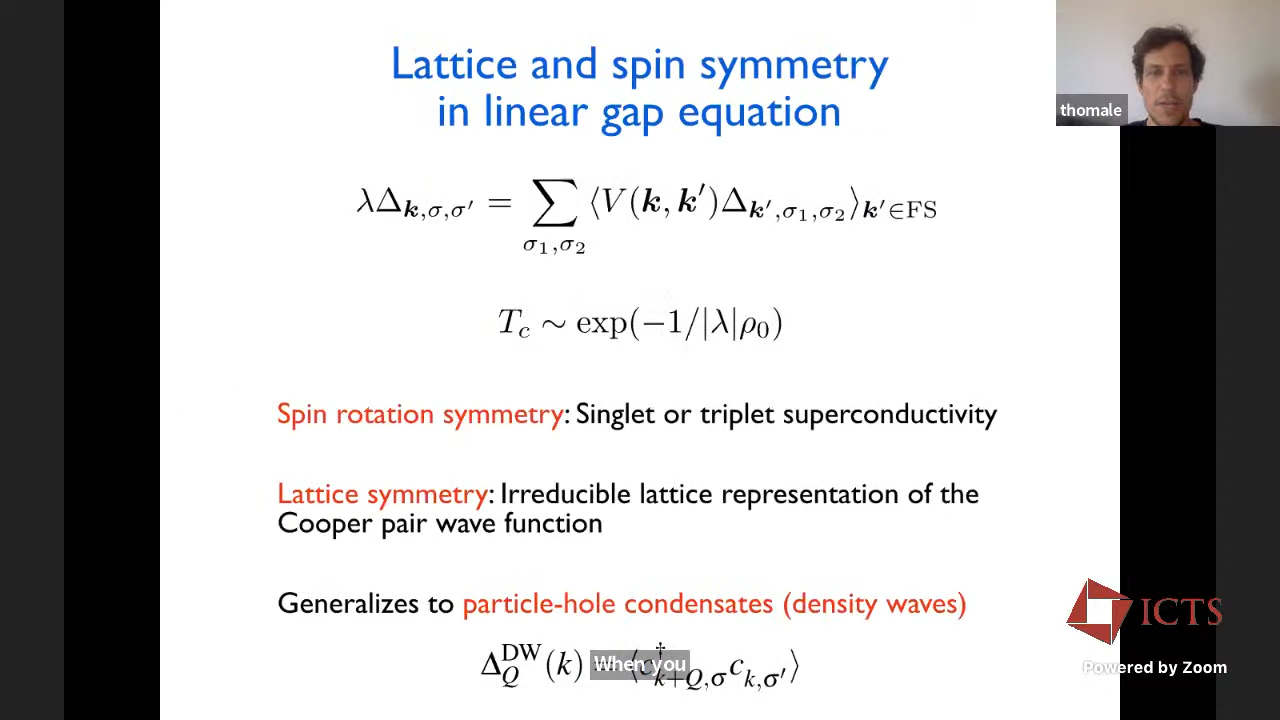 Lattice and spin symmetry
in linear gap equation
thomale
λΔ_{k,σ,σ'} = ∑_{σ₁,σ₂} ⟨V(k, k')Δ_{k',σ₁,σ₂}⟩_{k'∈FS}
T_c ∼ exp(−1/|λ|ρ₀)
Spin rotation symmetry: Singlet or triplet superconductivity
Lattice symmetry: Irreducible lattice representation of the
Cooper pair wave function
Generalizes to particle-hole condensates (density waves)
Δ_Q^{DW}(k) ⟨c†_{k+Q,σ} c_{k,σ'}⟩
When you
ICTS
Powered by Zoom